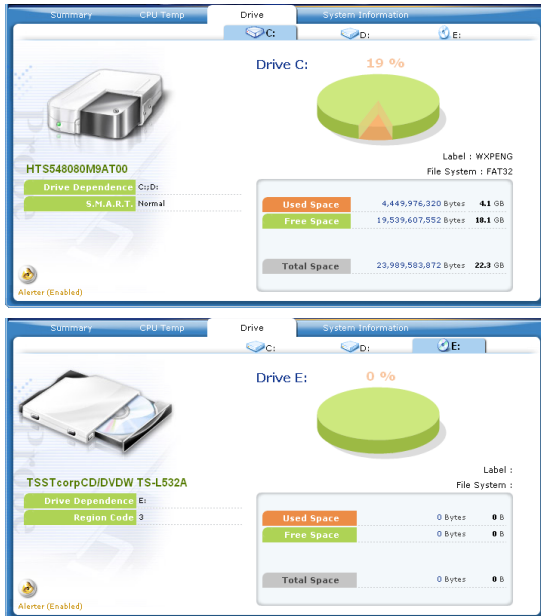 Summary CPU Temp Drive System Information
C: D: E:
Drive C: 19 %
Label : WXPENG
File System : FAT32
HTS548080M9AT00
Drive Dependence C:;D:
S.M.A.R.T. Normal
Used Space 4,449,976,320 Bytes 4.1 GB
Free Space 19,539,607,552 Bytes 18.1 GB
Total Space 23,989,583,872 Bytes 22.3 GB
Alerter (Enabled)
Summary CPU Temp Drive System Information
C: D: E:
Drive E: 0 %
Label :
File System :
TSSTcorpCD/DVDW TS-L532A
Drive Dependence E:
Region Code 3
Used Space 0 Bytes 0 B
Free Space 0 Bytes 0 B
Total Space 0 Bytes 0 B
Alerter (Enabled)